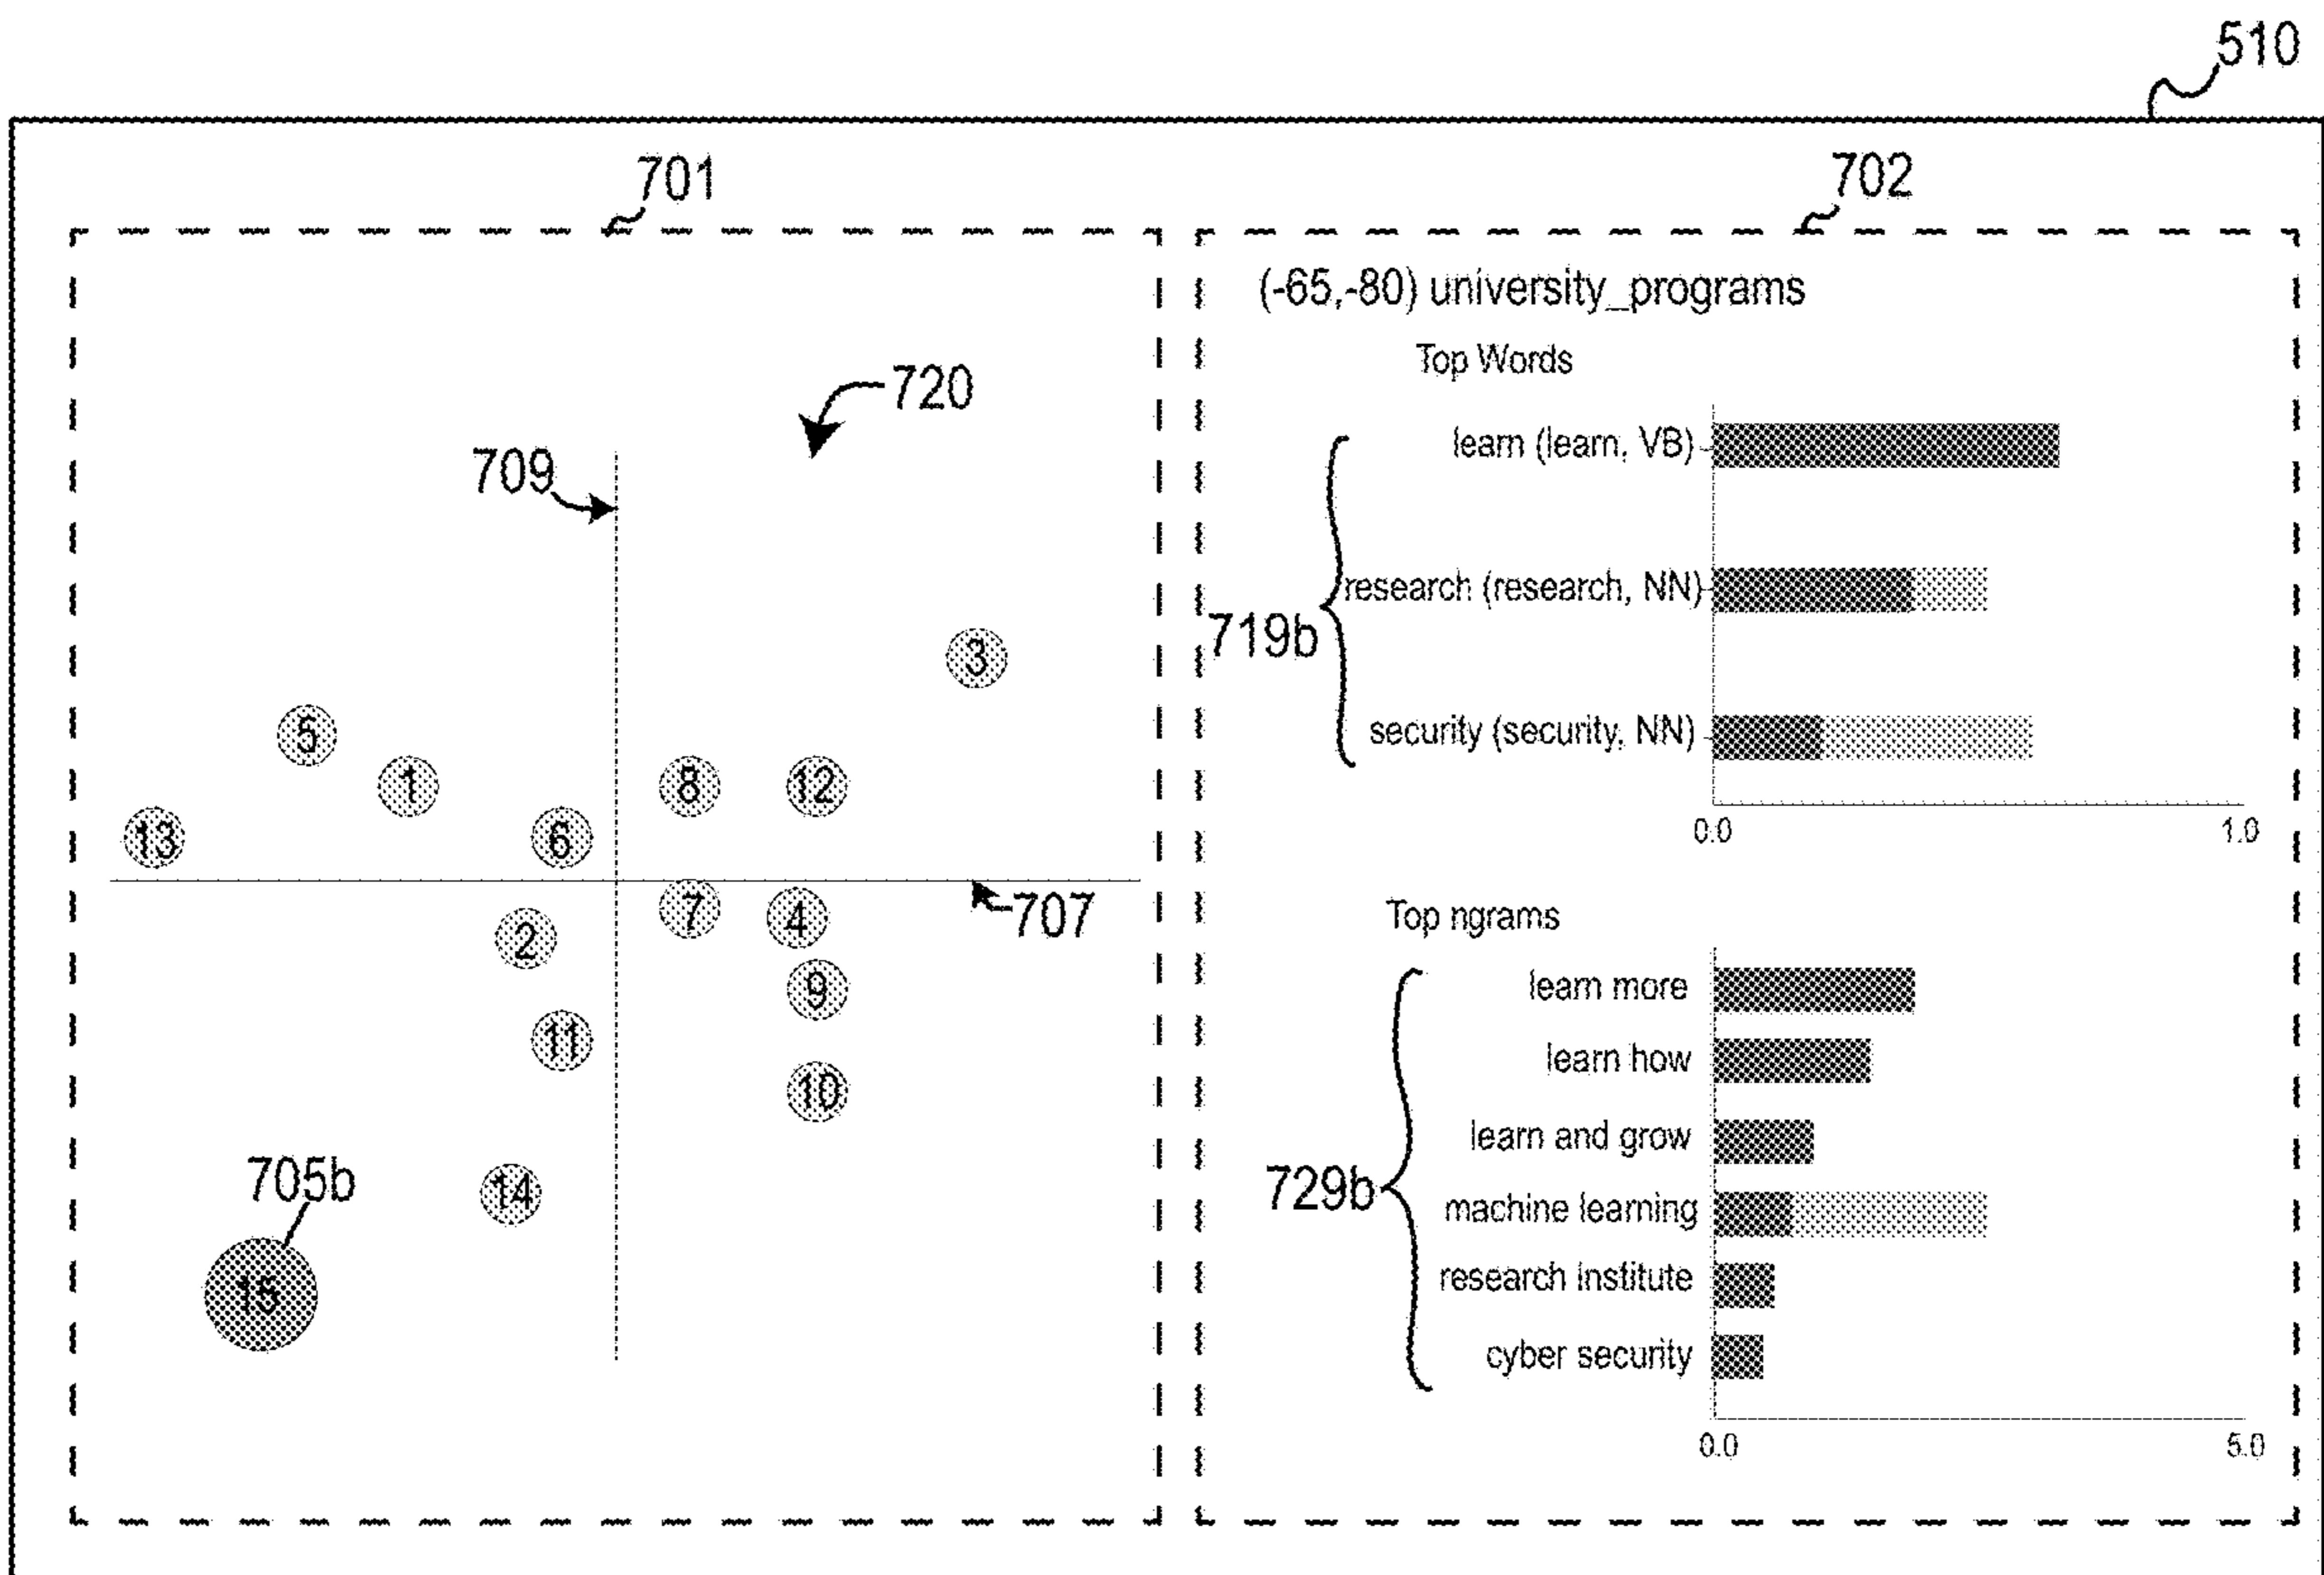 510
701
702
(-65,-80) university_programs
Top Words
720
learn (learn, VB)
709
research (research, NN)
719b
3
security (security, NN)
5
1
8
12
13
6
0.0
1.0
7
4
707
Top ngrams
2
9
learn more
11
learn how
10
learn and grow
705b
14
729b
machine learning
15
research institute
cyber security
0.0
5.0